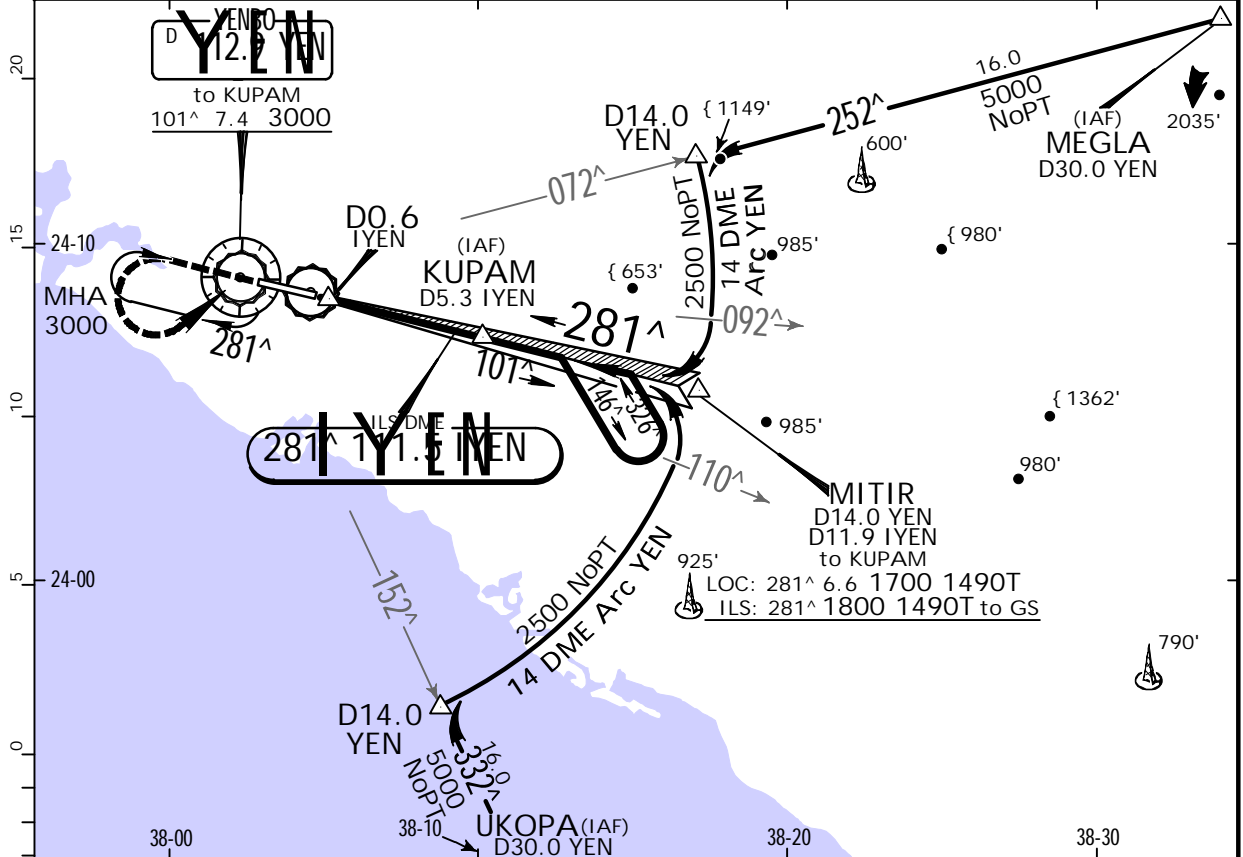 YENBO
D 112.9 YEN
Y E N
to KUPAM
101^ 7.4 3000
D14.0
YEN
{ 1149'
252^
16.0
5000
NoPT
(IAF)
MEGLA
D30.0 YEN
2035'
600'
072^
2500 NoPT
14 DME
Arc YEN
985'
{ 980'
{ 653'
D0.6
IYEN
(IAF)
KUPAM
D5.3 IYEN
MHA
3000
281^
281^
092^
101^
146^
326^
ILS DME
281^ 111.5 IYEN
I Y E N
985'
{ 1362'
980'
110^
MITIR
D14.0 YEN
D11.9 IYEN
to KUPAM
LOC: 281^ 6.6 1700 1490T
ILS: 281^ 1800 1490T to GS
925'
790'
152^
2500 NoPT
14 DME Arc YEN
D14.0
YEN
332^
16.0
5000
NoPT
UKOPA (IAF)
D30.0 YEN
20
15
10
5
0
24-10
24-00
38-00
38-10
38-20
38-30